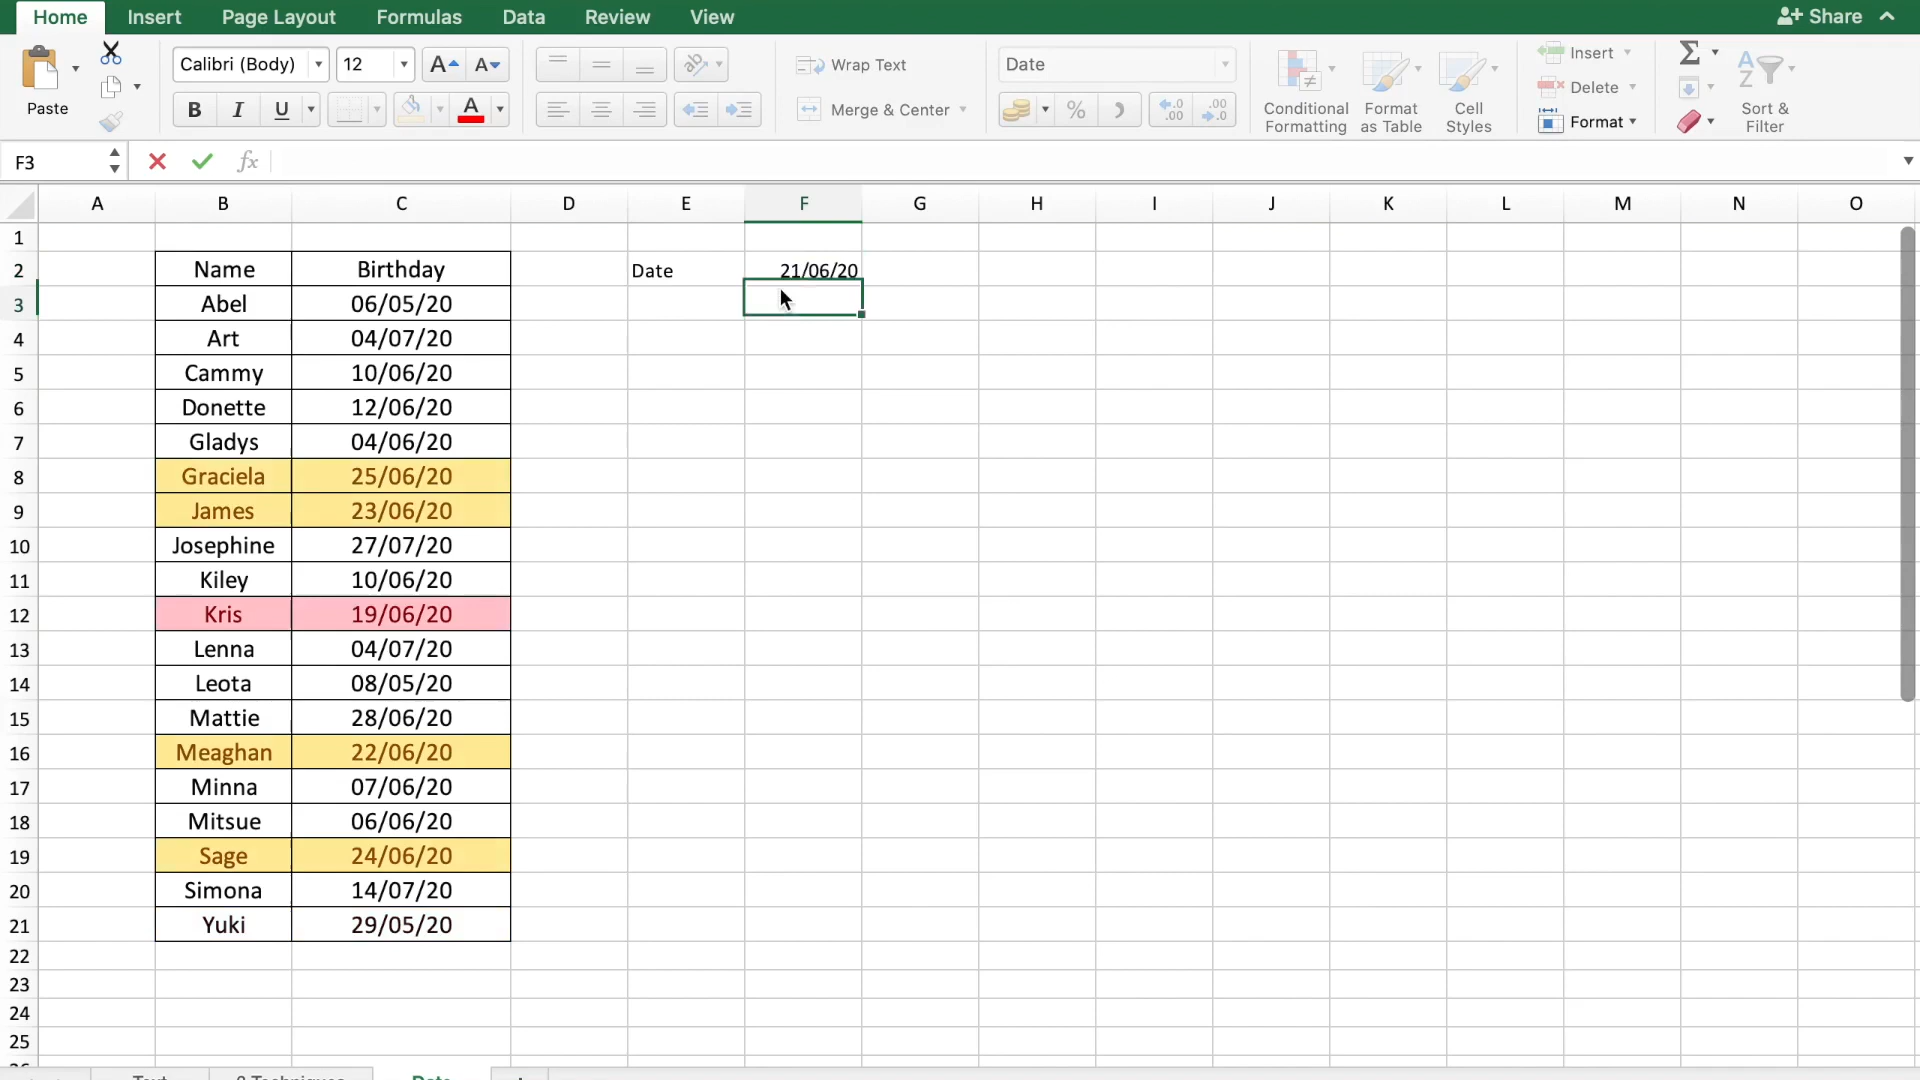 Home Insert Page Layout Formulas Data Review View Share
Calibri (Body) 12 Wrap Text Date Insert
Delete
Paste B I U A Merge & Center % Conditional Formatting Format as Table Cell Styles Format Sort & Filter
F3 fx
A B C D E F G H I J K L M N O
1
2 Name Birthday Date 21/06/20
3 Abel 06/05/20
4 Art 04/07/20
5 Cammy 10/06/20
6 Donette 12/06/20
7 Gladys 04/06/20
8 Graciela 25/06/20
9 James 23/06/20
10 Josephine 27/07/20
11 Kiley 10/06/20
12 Kris 19/06/20
13 Lenna 04/07/20
14 Leota 08/05/20
15 Mattie 28/06/20
16 Meaghan 22/06/20
17 Minna 07/06/20
18 Mitsue 06/06/20
19 Sage 24/06/20
20 Simona 14/07/20
21 Yuki 29/05/20
22
23
24
25